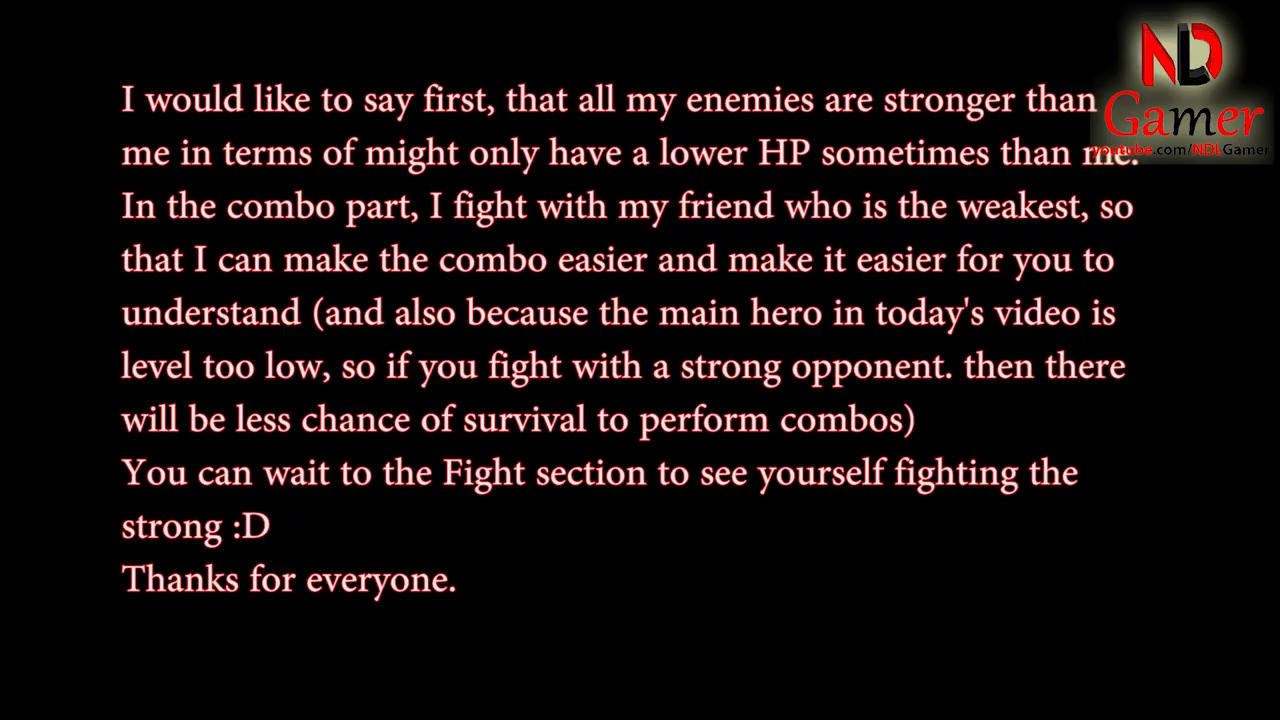 I would like to say first, that all my enemies are stronger than
me in terms of might only have a lower HP sometimes than me.
In the combo part, I fight with my friend who is the weakest, so
that I can make the combo easier and make it easier for you to
understand (and also because the main hero in today's video is
level too low, so if you fight with a strong opponent. then there
will be less chance of survival to perform combos)
You can wait to the Fight section to see yourself fighting the
strong :D
Thanks for everyone.
NDL
Gamer
youtube.com/NDLGamer